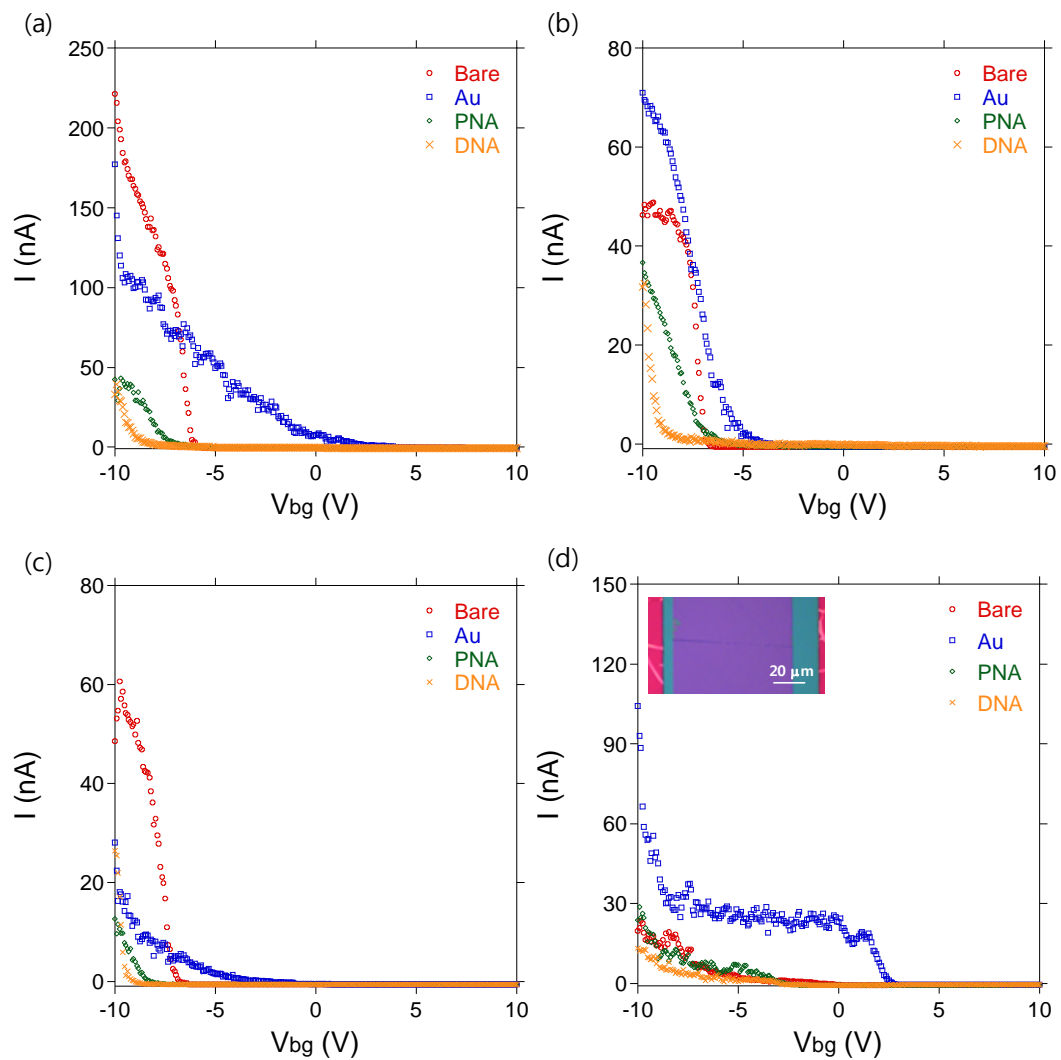 (a)
250
200
150
100
50
0
I (nA)
-10 -5 0 5 10
Vbg (V)
Bare
Au
PNA
DNA
(b)
80
60
40
20
0
I (nA)
-10 -5 0 5 10
Vbg (V)
Bare
Au
PNA
DNA
(c)
80
60
40
20
0
I (nA)
-10 -5 0 5 10
Vbg (V)
Bare
Au
PNA
DNA
(d)
150
120
90
60
30
0
I (nA)
-10 -5 0 5 10
Vbg (V)
20 μm
Bare
Au
PNA
DNA